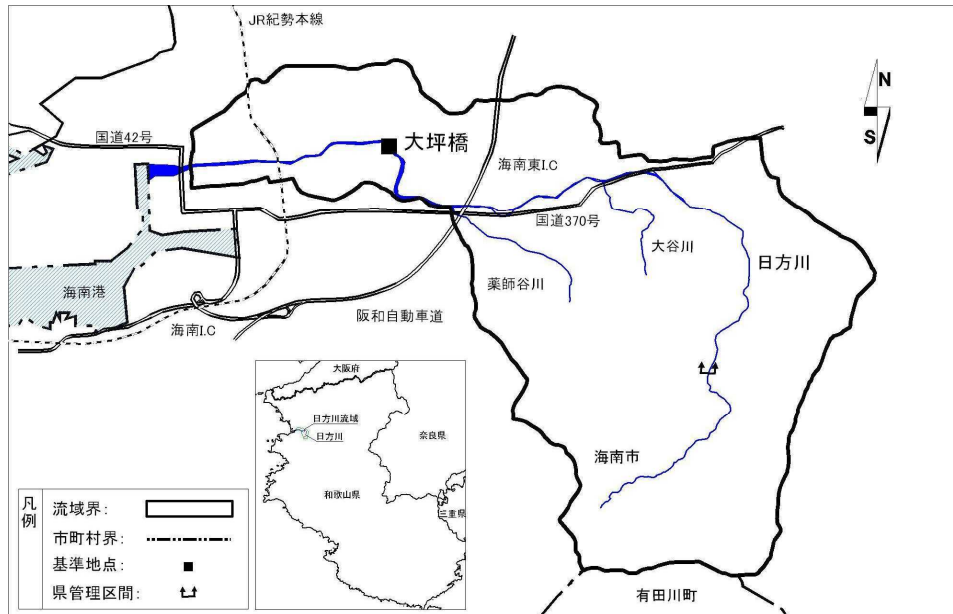 JR紀勢本線
国道42号
大坪橋
海南東I.C
国道370号
大谷川
日方川
薬師谷川
海南港
海南I.C
阪和自動車道
海南市
有田川町
N
S
大阪府
日方川流域
日方川
奈良県
和歌山県
三重県
凡例
流域界：
市町村界：
基準地点：
県管理区間：